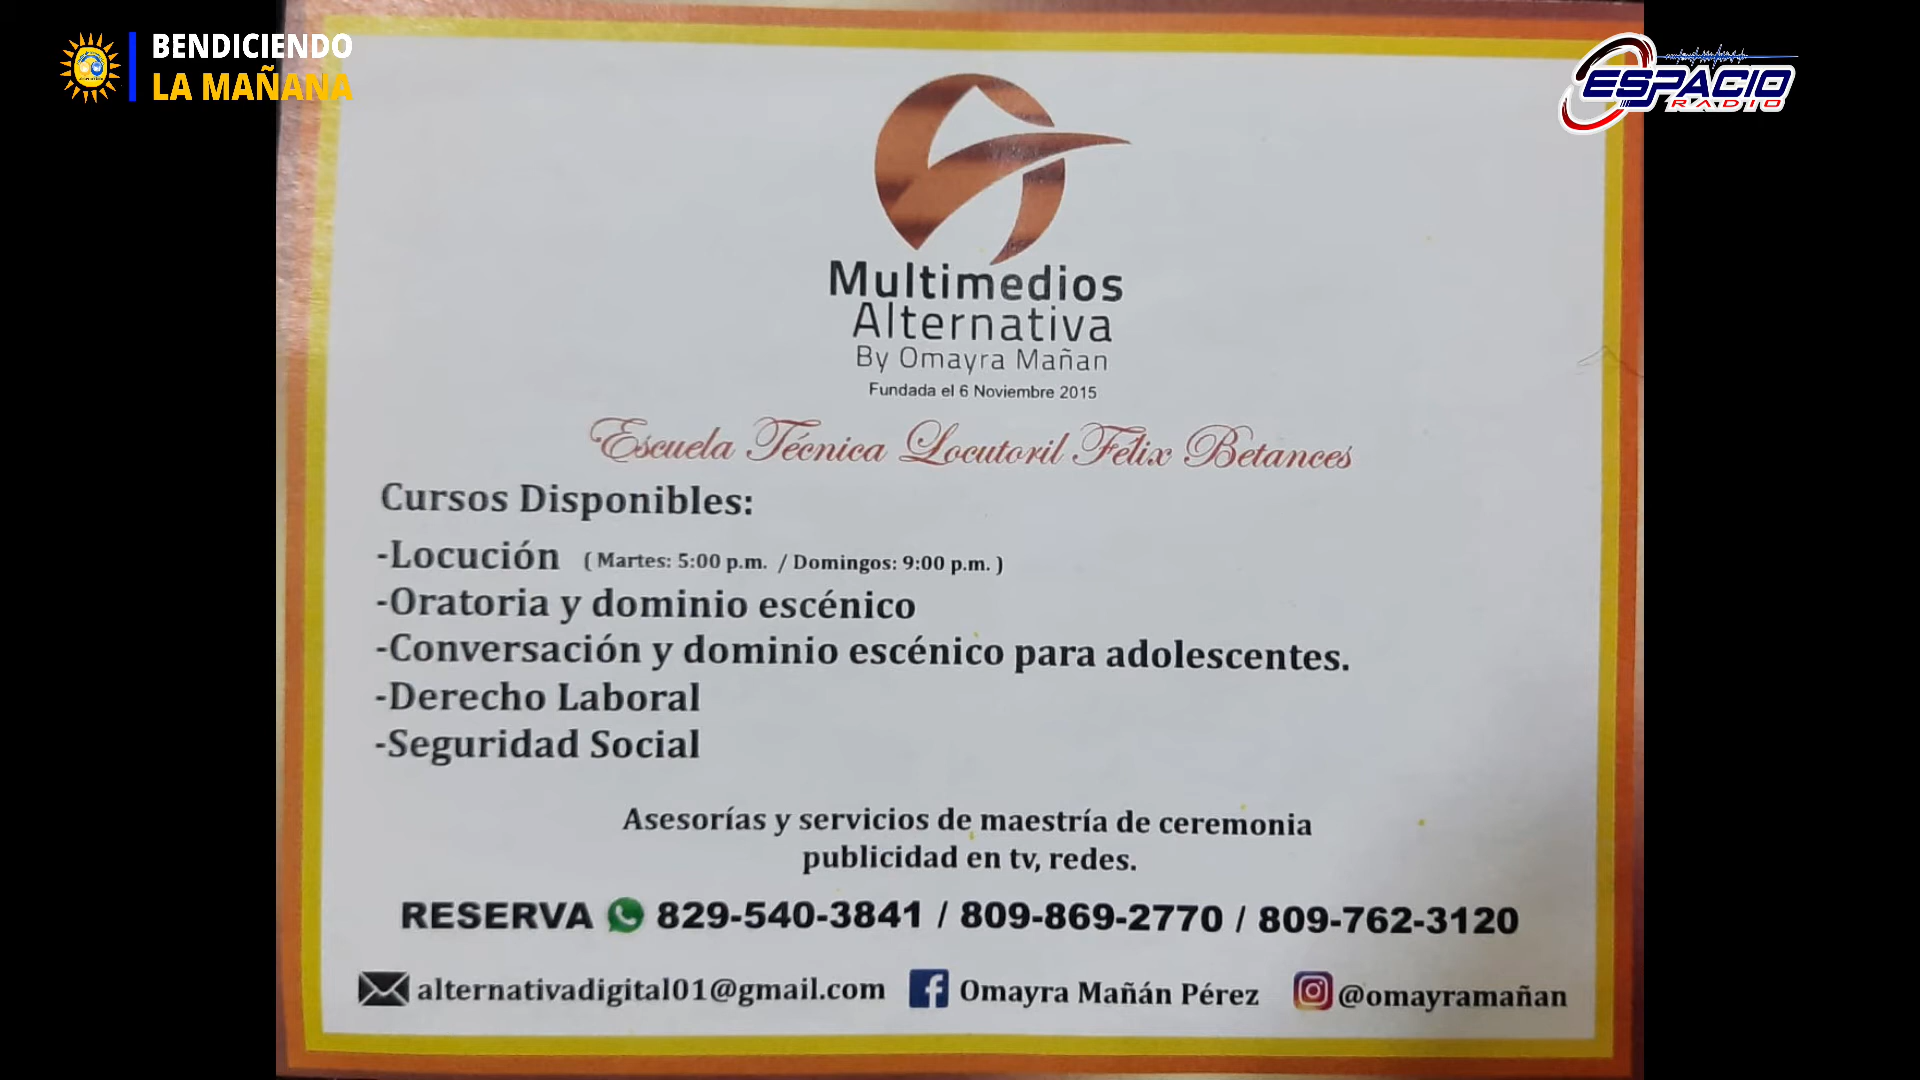 BENDICIENDO
LA MAÑANA
ESPACIO
RADIO
Multimedios
Alternativa
By Omayra Mañan
Fundada el 6 Noviembre 2015
Escuela Técnica Locutoril Félix Betances
Cursos Disponibles:
-Locución ( Martes: 5:00 p.m. / Domingos: 9:00 p.m. )
-Oratoria y dominio escénico
-Conversación y dominio escénico para adolescentes.
-Derecho Laboral
-Seguridad Social
Asesorías y servicios de maestría de ceremonia
publicidad en tv, redes.
RESERVA 829-540-3841 / 809-869-2770 / 809-762-3120
alternativadigital01@gmail.com Omayra Mañán Pérez @omayramañan